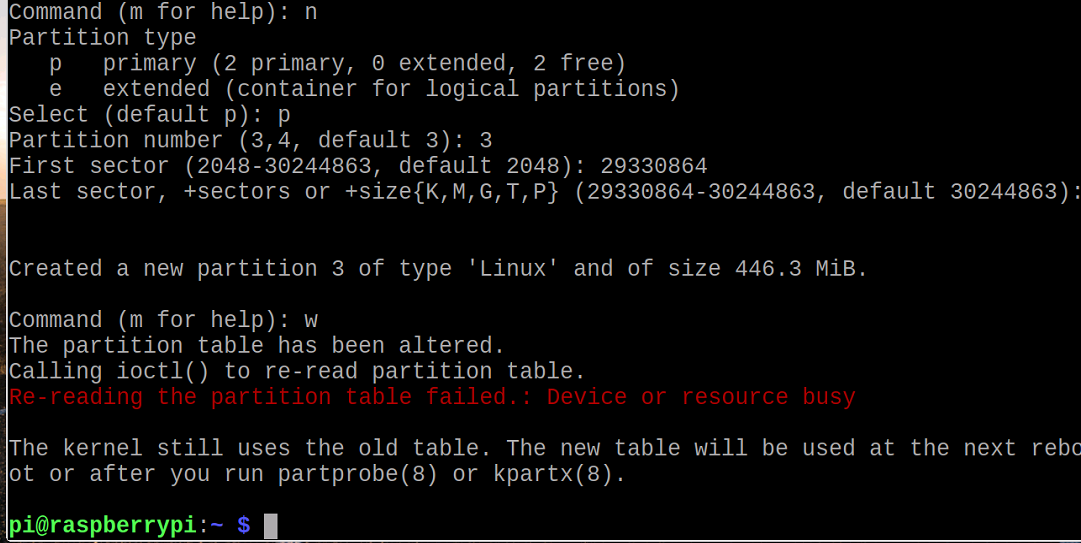 Command (m for help): n
Partition type
   p   primary (2 primary, 0 extended, 2 free)
   e   extended (container for logical partitions)
Select (default p): p
Partition number (3,4, default 3): 3
First sector (2048-30244863, default 2048): 29330864
Last sector, +sectors or +size{K,M,G,T,P} (29330864-30244863, default 30244863):
Created a new partition 3 of type 'Linux' and of size 446.3 MiB.
Command (m for help): w
The partition table has been altered.
Calling ioctl() to re-read partition table.
Re-reading the partition table failed.: Device or resource busy
The kernel still uses the old table. The new table will be used at the next rebo
ot or after you run partprobe(8) or kpartx(8).
pi@raspberrypi:~ $